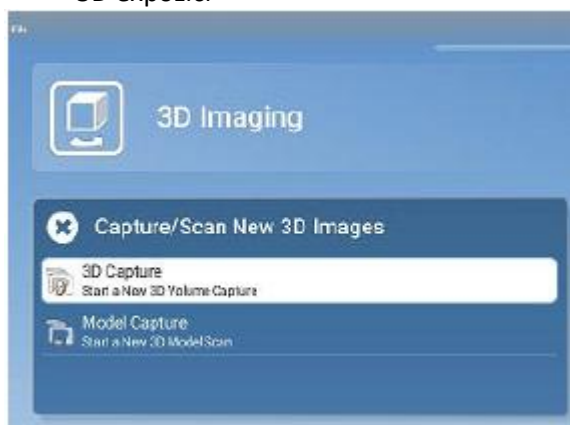 File
3D Imaging
Capture/Scan New 3D Images
3D Capture
Start a New 3D Volume Capture
Model Capture
Start a New 3D Model Scan